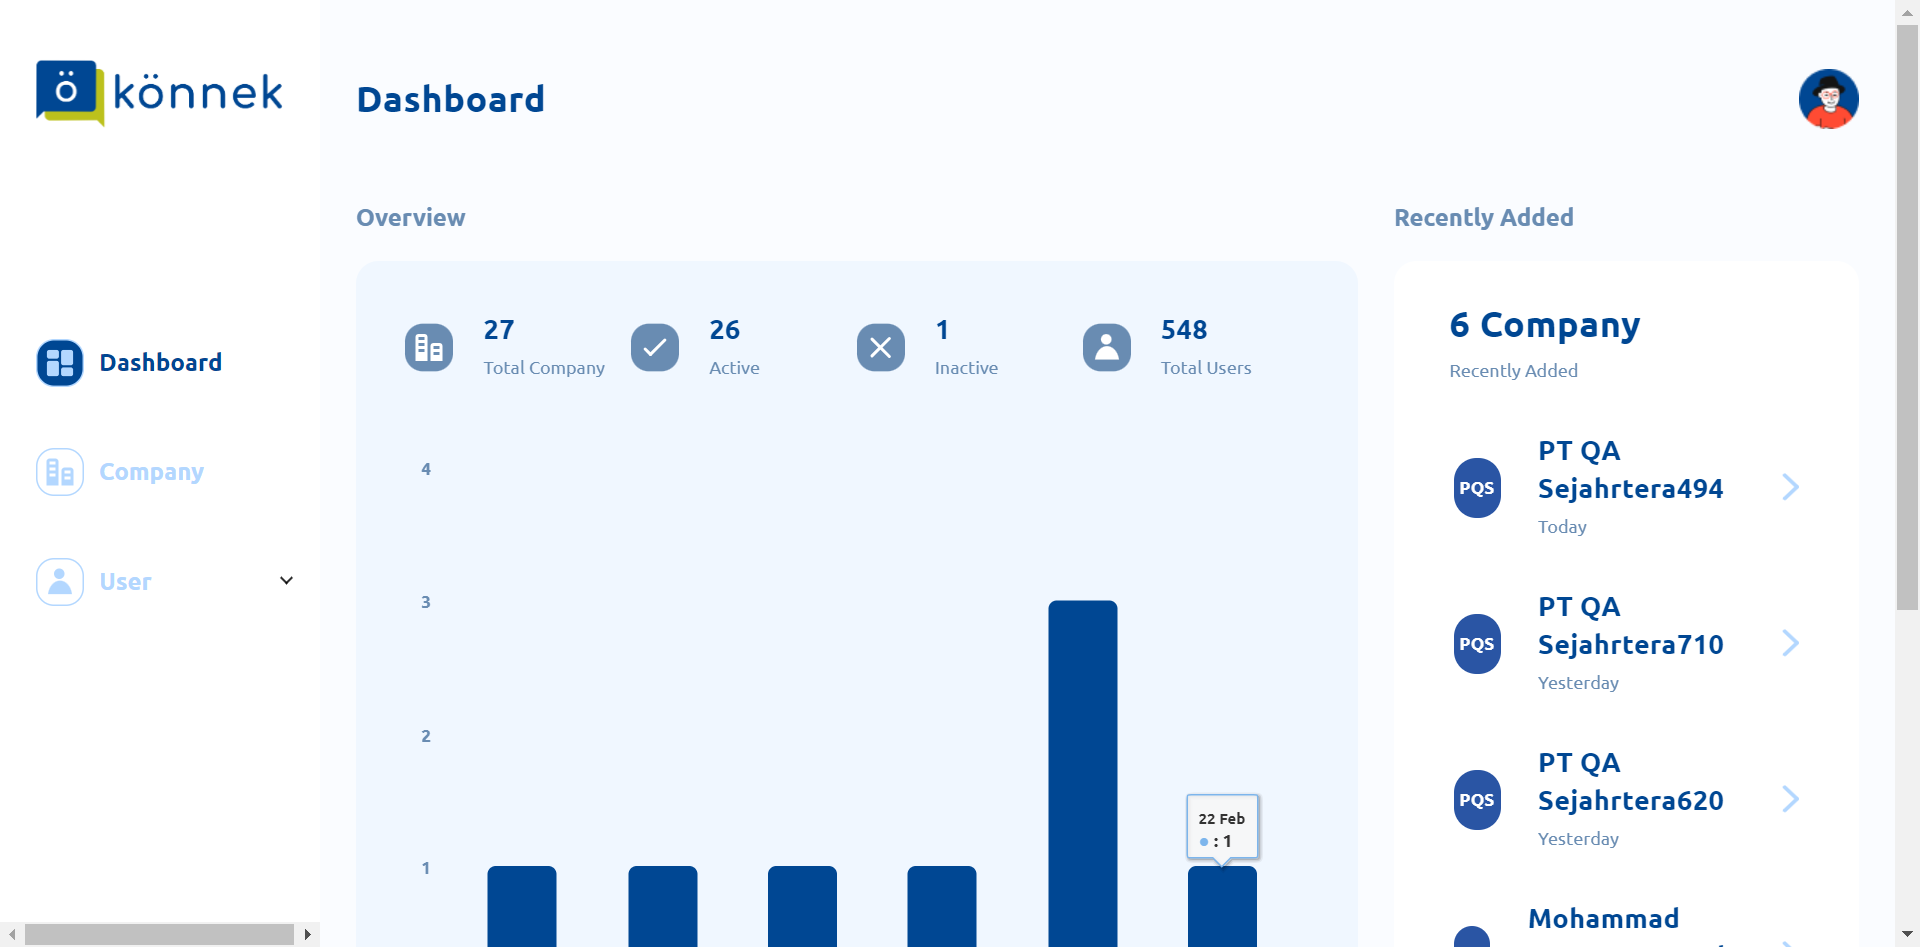 ö könnek
Dashboard
Dashboard
Company
User
Overview
27
Total Company
26
Active
1
Inactive
548
Total Users
4
3
2
1
22 Feb
: 1
Recently Added
6 Company
Recently Added
PQS
PT QA
Sejahrtera494
Today
PQS
PT QA
Sejahrtera710
Yesterday
PQS
PT QA
Sejahrtera620
Yesterday
Mohammad